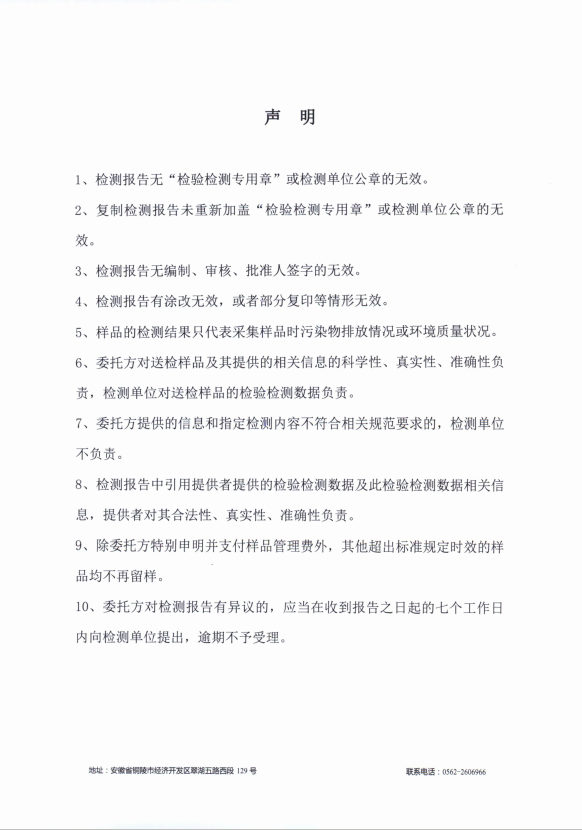 声 明
1、检测报告无“检验检测专用章”或检测单位公章的无效。
2、复制检测报告未重新加盖“检验检测专用章”或检测单位公章的无
效。
3、检测报告无编制、审核、批准人签字的无效。
4、检测报告有涂改无效，或者部分复印等情形无效。
5、样品的检测结果只代表采集样品时污染物排放情况或环境质量状况。
6、委托方对送检样品及其提供的相关信息的科学性、真实性、准确性负
责，检测单位对送检样品的检验检测数据负责。
7、委托方提供的信息和指定检测内容不符合相关规范要求的，检测单位
不负责。
8、检测报告中引用提供者提供的检验检测数据及此检验检测数据相关信
息，提供者对其合法性、真实性、准确性负责。
9、除委托方特别申明并支付样品管理费外，其他超出标准规定时效的样
品均不再留样。
10、委托方对检测报告有异议的，应当在收到报告之日起的七个工作日
内向检测单位提出，逾期不予受理。
地址：安徽省铜陵市经济开发区翠湖五路西段 129 号 联系电话：0562-2606966